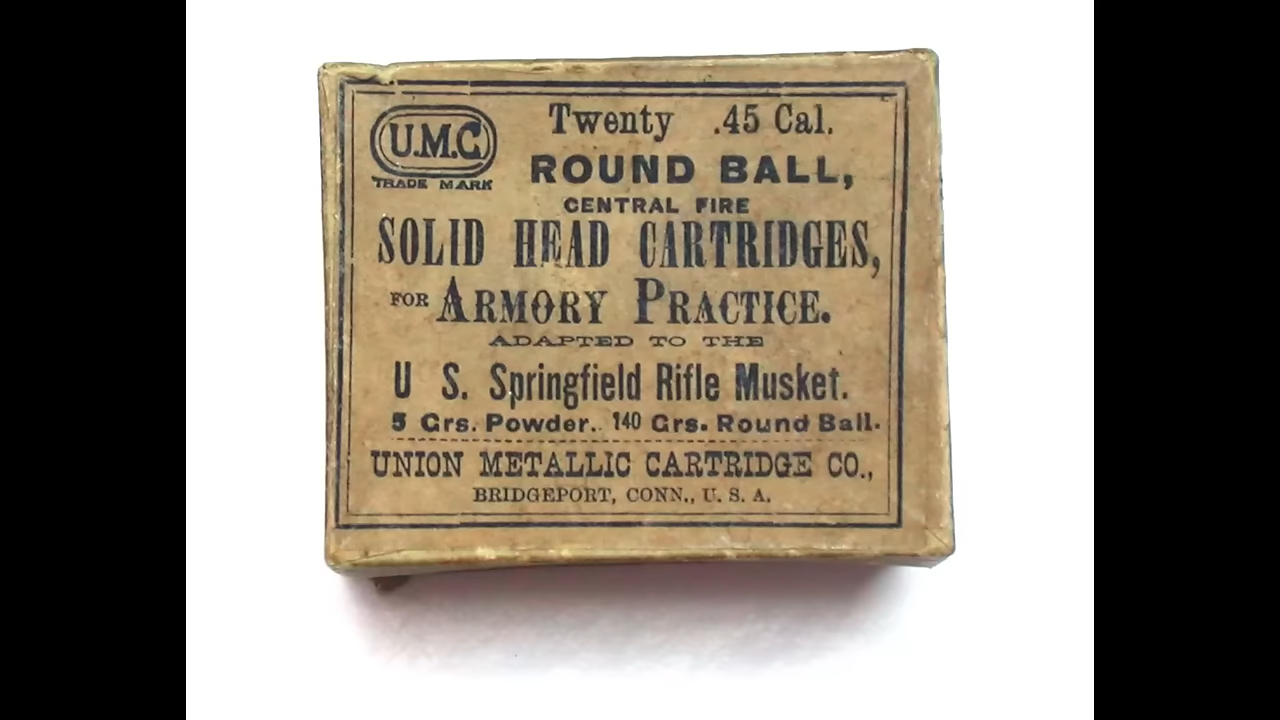 U.M.C.
TRADE MARK
Twenty .45 Cal.
ROUND BALL,
CENTRAL FIRE
SOLID HEAD CARTRIDGES,
FOR ARMORY PRACTICE.
ADAPTED TO THE
U S. Springfield Rifle Musket.
5 Grs. Powder. 140 Grs. Round Ball.
UNION METALLIC CARTRIDGE CO.,
BRIDGEPORT, CONN., U. S. A.